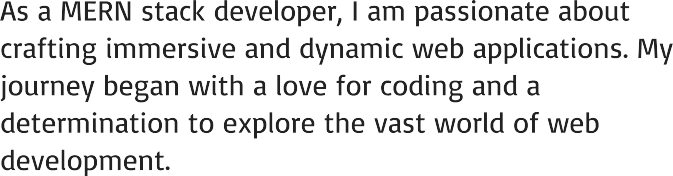 As a MERN stack developer, I am passionate about
crafting immersive and dynamic web applications. My
journey began with a love for coding and a
determination to explore the vast world of web
development.